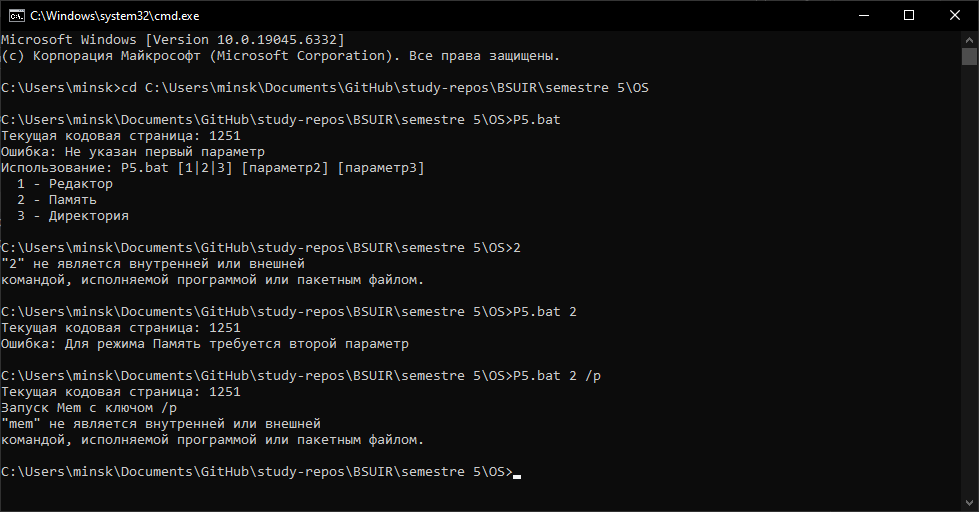 C:\Windows\system32\cmd.exe
Microsoft Windows [Version 10.0.19045.6332]
(c) Корпорация Майкрософт (Microsoft Corporation). Все права защищены.
C:\Users\minsk>cd C:\Users\minsk\Documents\GitHub\study-repos\BSUIR\semestre 5\OS
C:\Users\minsk\Documents\GitHub\study-repos\BSUIR\semestre 5\OS>P5.bat
Текущая кодовая страница: 1251
Ошибка: Не указан первый параметр
Использование: P5.bat [1|2|3] [параметр2] [параметр3]
1 - Редактор
2 - Память
3 - Директория
C:\Users\minsk\Documents\GitHub\study-repos\BSUIR\semestre 5\OS>2
"2" не является внутренней или внешней
командой, исполняемой программой или пакетным файлом.
C:\Users\minsk\Documents\GitHub\study-repos\BSUIR\semestre 5\OS>P5.bat 2
Текущая кодовая страница: 1251
Ошибка: Для режима Память требуется второй параметр
C:\Users\minsk\Documents\GitHub\study-repos\BSUIR\semestre 5\OS>P5.bat 2 /p
Текущая кодовая страница: 1251
Запуск Mem с ключом /p
"mem" не является внутренней или внешней
командой, исполняемой программой или пакетным файлом.
C:\Users\minsk\Documents\GitHub\study-repos\BSUIR\semestre 5\OS>